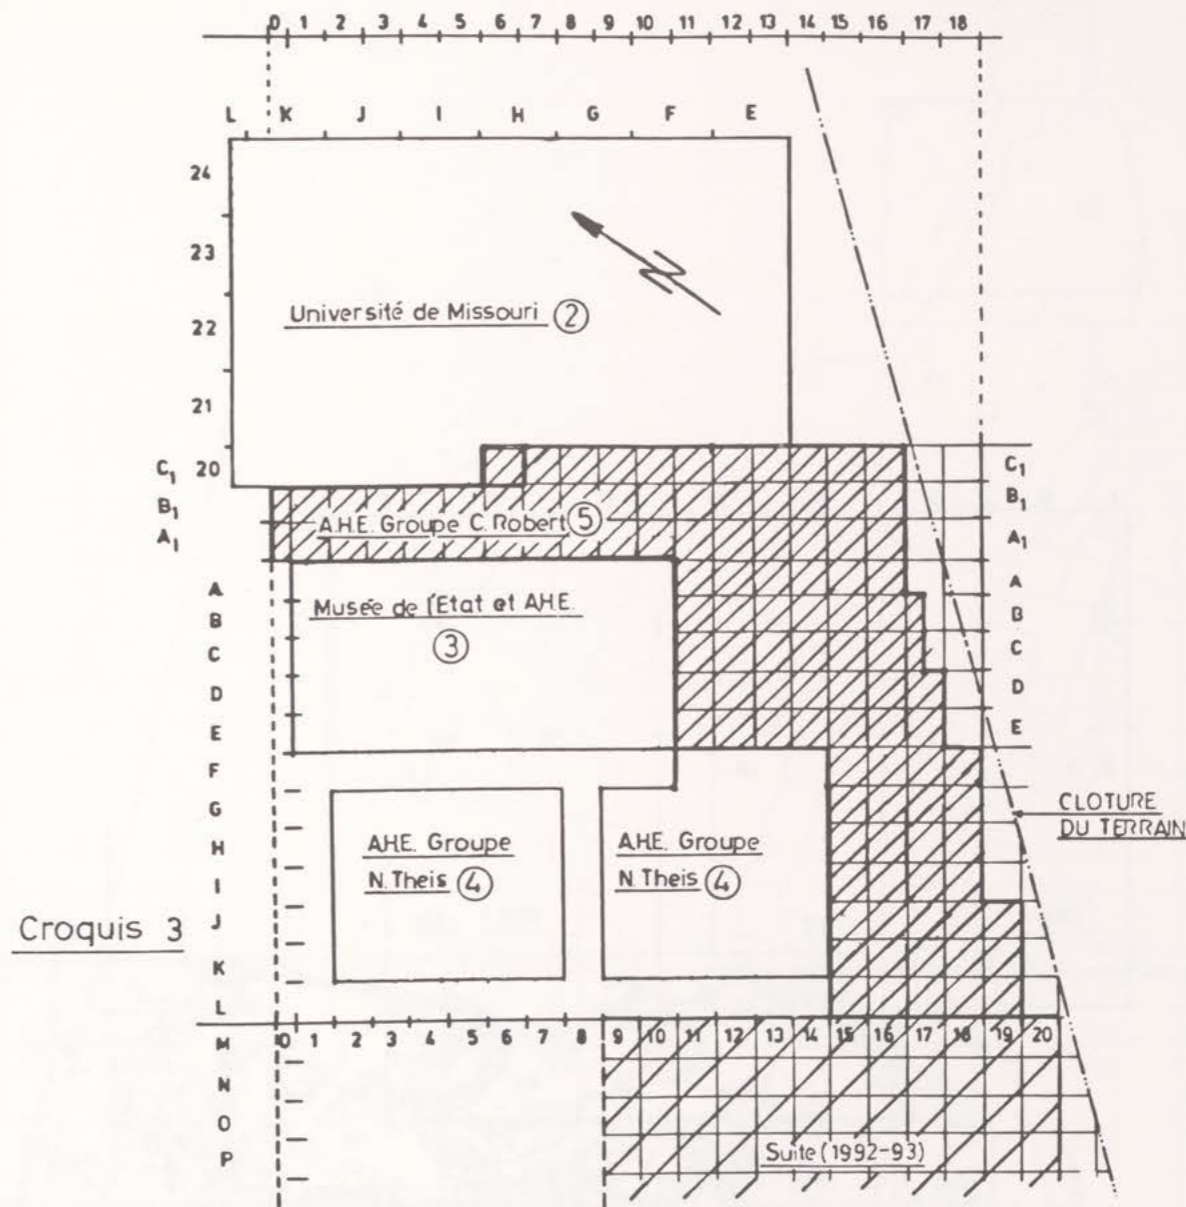 0 1 2 3 4 5 6 7 8 9 10 11 12 13 14 15 16 17 18
L K J I H G F E
24
23
22
21
20
Université de Missouri ②
C₁
B₁
A₁
C₁
B₁
A₁
A.H.E. Groupe C. Robert ⑤
A
B
C
D
E
F
G
H
I
J
K
L
M
N
O
P
A
B
C
D
E
Musée de l'Etat et A.H.E.
③
A.H.E. Groupe
N. Theis ④
A.H.E. Groupe
N. Theis ④
CLOTURE
DU TERRAIN
Croquis 3
0 1 2 3 4 5 6 7 8 9 10 11 12 13 14 15 16 17 18 19 20
Suite (1992-93)